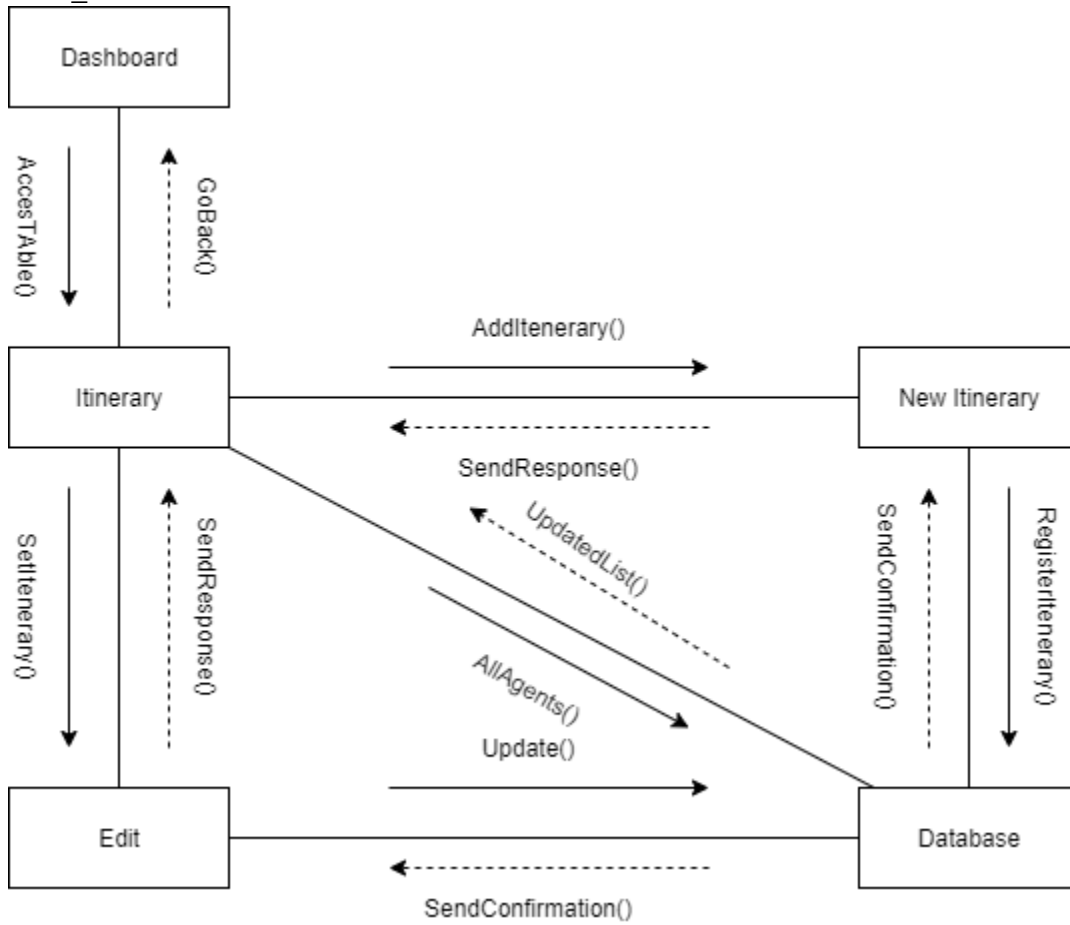 Dashboard
AccesTAble()
GoBack()
AddItenerary()
Itinerary
New Itinerary
SendResponse()
UpdatedList()
SetItenerary()
SendResponse()
SendConfirmation()
RegisterItenerary()
AllAgents()
Update()
Edit
Database
SendConfirmation()